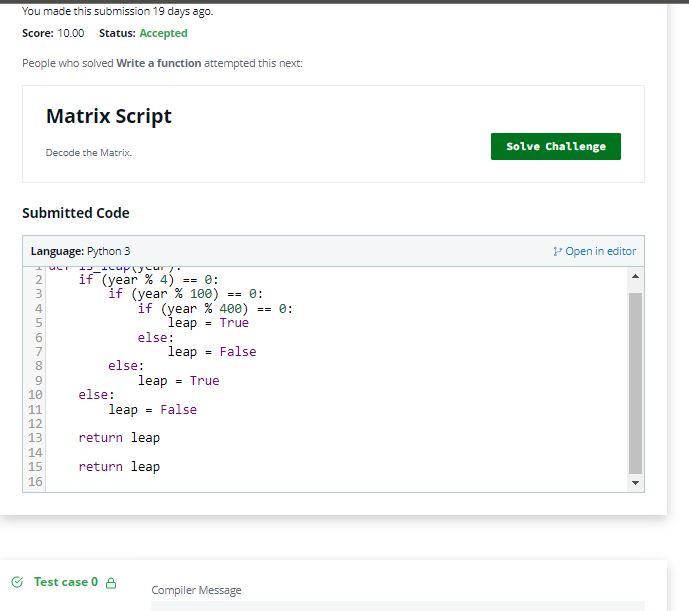 You made this submission 19 days ago.
Score: 10.00 Status: Accepted
People who solved Write a function attempted this next:
Matrix Script
Decode the Matrix.
Solve Challenge
Submitted Code
Language: Python 3
Open in editor
1 def is_leap(year):
2 if (year % 4) == 0:
3 if (year % 100) == 0:
4 if (year % 400) == 0:
5 leap = True
6 else:
7 leap = False
8 else:
9 leap = True
10 else:
11 leap = False
12
13 return leap
14
15 return leap
16
Test case 0
Compiler Message